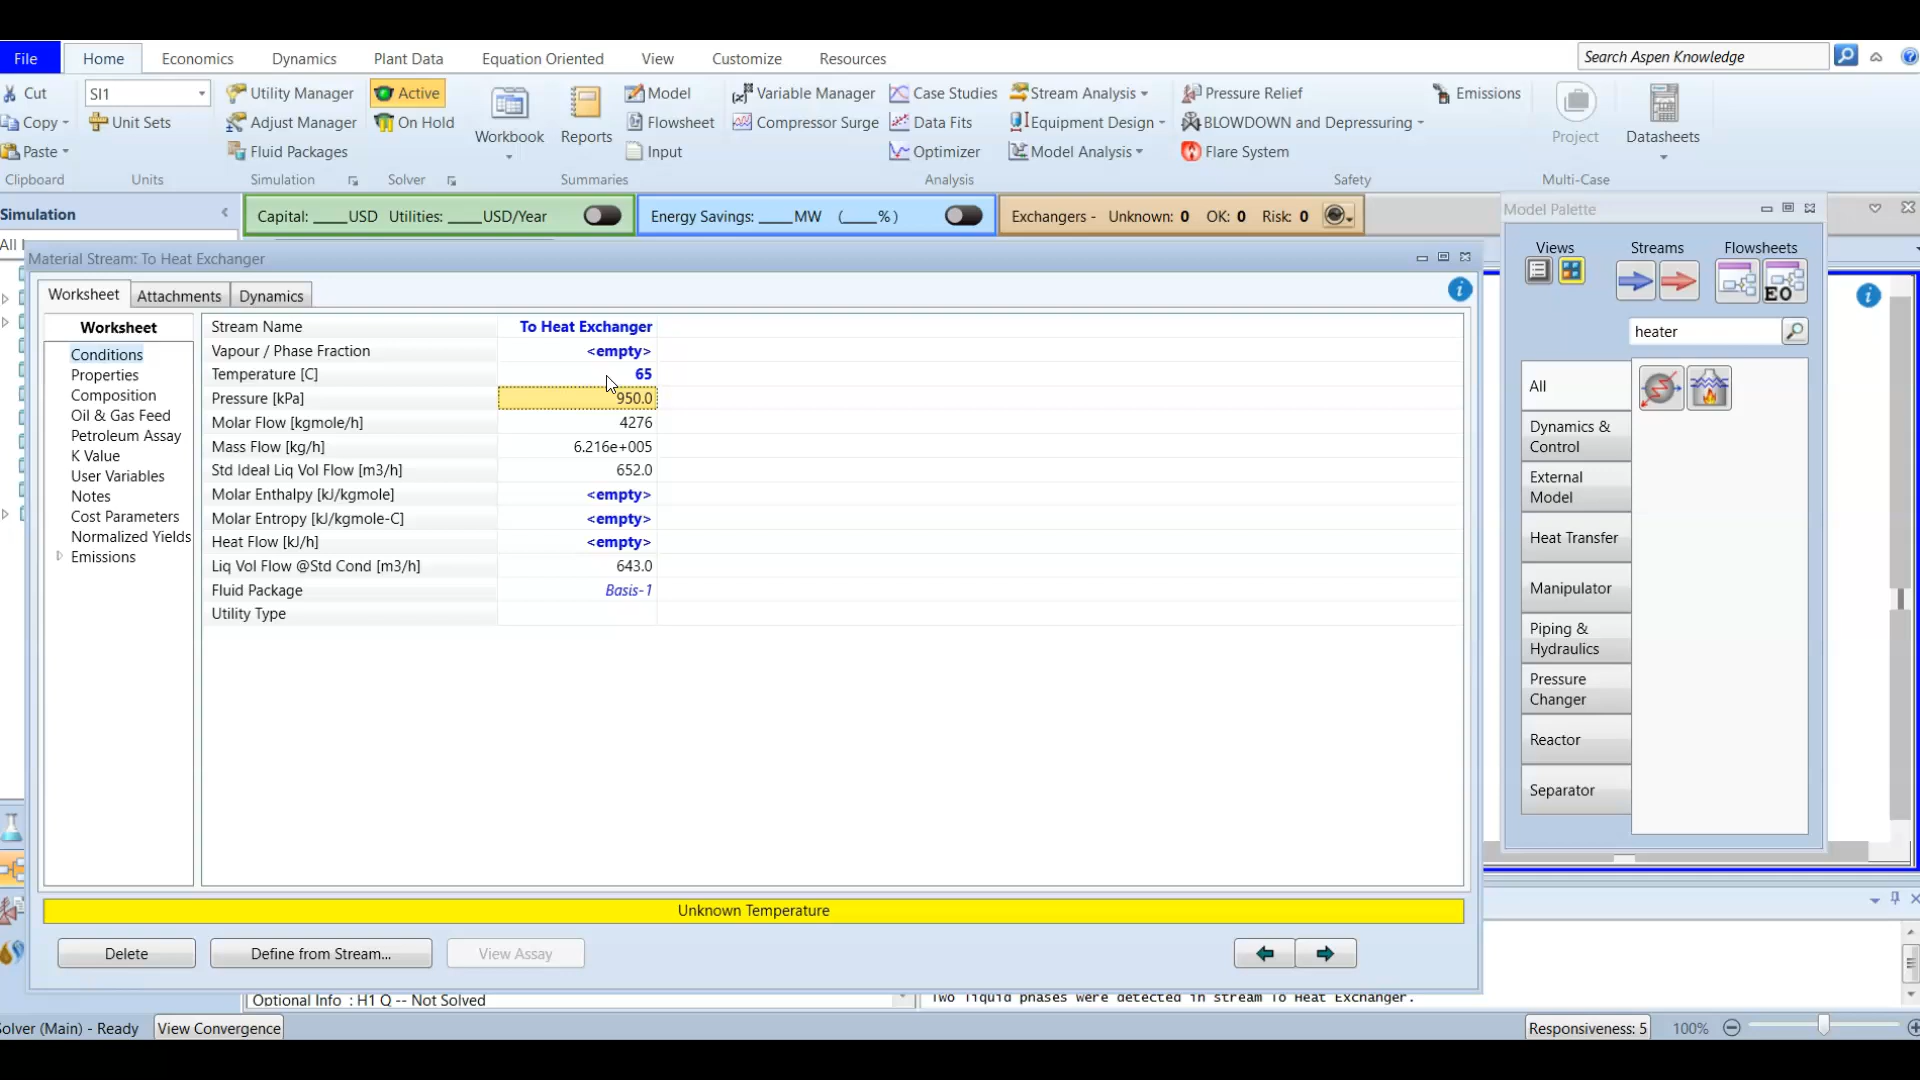 File Home Economics Dynamics Plant Data Equation Oriented View Customize Resources Search Aspen Knowledge
Cut SI1 Utility Manager Active Model Variable Manager Case Studies Stream Analysis Pressure Relief Emissions
Copy Unit Sets Adjust Manager On Hold Flowsheet Compressor Surge Data Fits Equipment Design BLOWDOWN and Depressuring
Workbook Reports Project Datasheets
Paste Fluid Packages Input Optimizer Model Analysis Flare System
Clipboard Units Simulation Solver Summaries Analysis Safety Multi-Case
Simulation Capital: ____USD Utilities: ____USD/Year Energy Savings: ____MW (____%) Exchangers - Unknown: 0 OK: 0 Risk: 0 Model Palette
All
Material Stream: To Heat Exchanger
Views Streams Flowsheets
EO
Worksheet Attachments Dynamics
heater
Worksheet
Conditions
Properties
Composition
Oil & Gas Feed
Petroleum Assay
K Value
User Variables
Notes
Cost Parameters
Normalized Yields
Emissions
Stream Name To Heat Exchanger
Vapour / Phase Fraction <empty>
Temperature [C] 65
Pressure [kPa] 950.0
Molar Flow [kgmole/h] 4276
Mass Flow [kg/h] 6.216e+005
Std Ideal Liq Vol Flow [m3/h] 652.0
Molar Enthalpy [kJ/kgmole] <empty>
Molar Entropy [kJ/kgmole-C] <empty>
Heat Flow [kJ/h] <empty>
Liq Vol Flow @Std Cond [m3/h] 643.0
Fluid Package Basis-1
Utility Type
All
Dynamics &
Control
External
Model
Heat Transfer
Manipulator
Piping &
Hydraulics
Pressure
Changer
Reactor
Separator
Unknown Temperature
Delete Define from Stream... View Assay
Optional Info : H1 Q -- Not Solved
Two liquid phases were detected in stream To Heat Exchanger.
Solver (Main) - Ready View Convergence Responsiveness: 5 100%